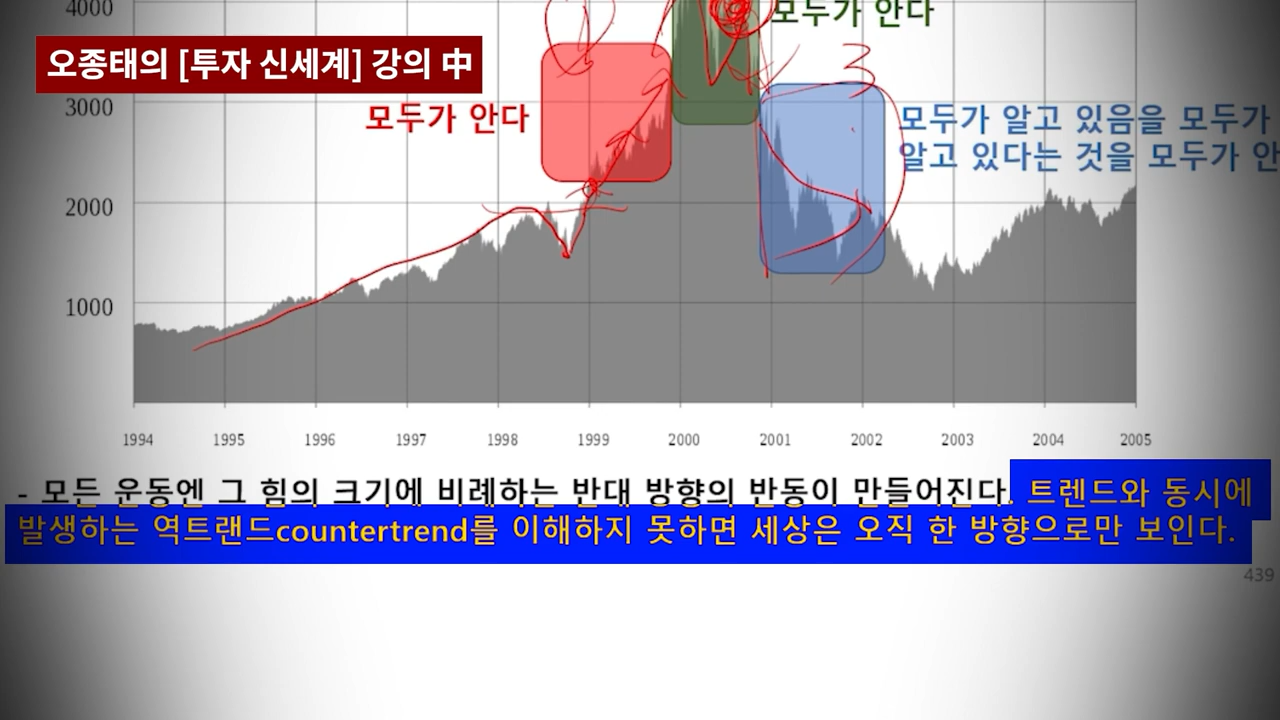 4000
모두가 안다
오종태의 [투자 신세계] 강의 中
3000
모두가 안다
3
모두가 알고 있음을 모두가
알고 있다는 것을 모두가 안
2000
1000
1994 1995 1996 1997 1998 1999 2000 2001 2002 2003 2004 2005
- 모든 운동엔 그 힘의 크기에 비례하는 반대 방향의 반동이 만들어진다. 트렌드와 동시에
발생하는 역트랜드countertrend를 이해하지 못하면 세상은 오직 한 방향으로만 보인다.
439